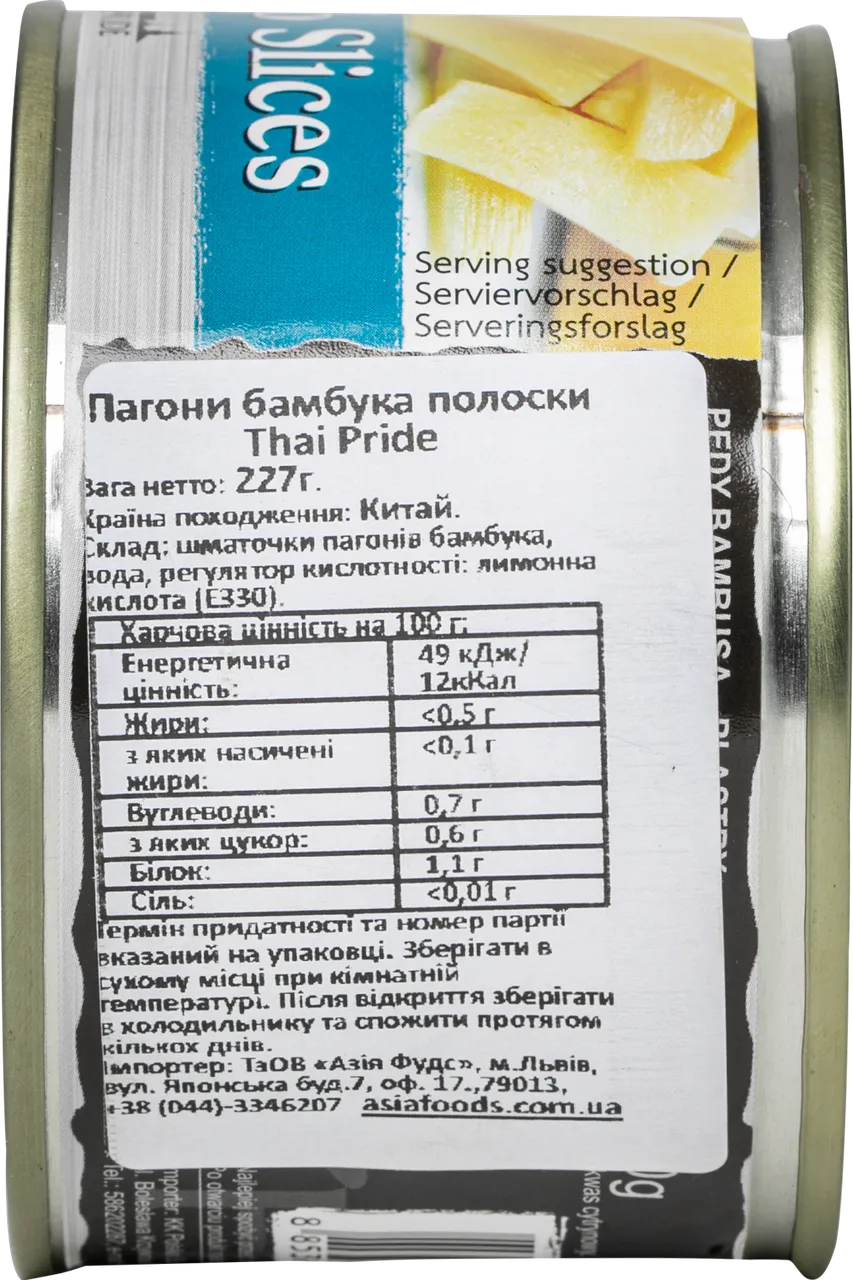 Slices
Serving suggestion /
Serviervorschlag /
Serveringsforslag
Пагони бамбука полоски
Thai Pride
Вага нетто: 227г.
Країна походження: Китай.
Склад: шматочки пагонів бамбука,
вода, регулятор кислотності: лимонна
кислота (Е330).
Харчова цінність на 100 г:
Енергетична цінність: 49 кДж/ 12кКал
Жири: <0,5 г
з яких насичені жири: <0,1 г
Вуглеводи: 0,7 г
з яких цукор: 0,6 г
Білок: 1,1 г
Сіль: <0,01 г
Термін придатності та номер партії
вказаний на упаковці. Зберігати в
сухому місці при кімнатній
температурі. Після відкриття зберігати
в холодильнику та спожити протягом
кількох днів.
Імпортер: ТзОВ «Азія Фудс», м.Львів,
вул. Японська буд.7, оф. 17.,79013,
+38 (044)-3346207 asiafoods.com.ua
PEDY BAMBUSA PLASTRY